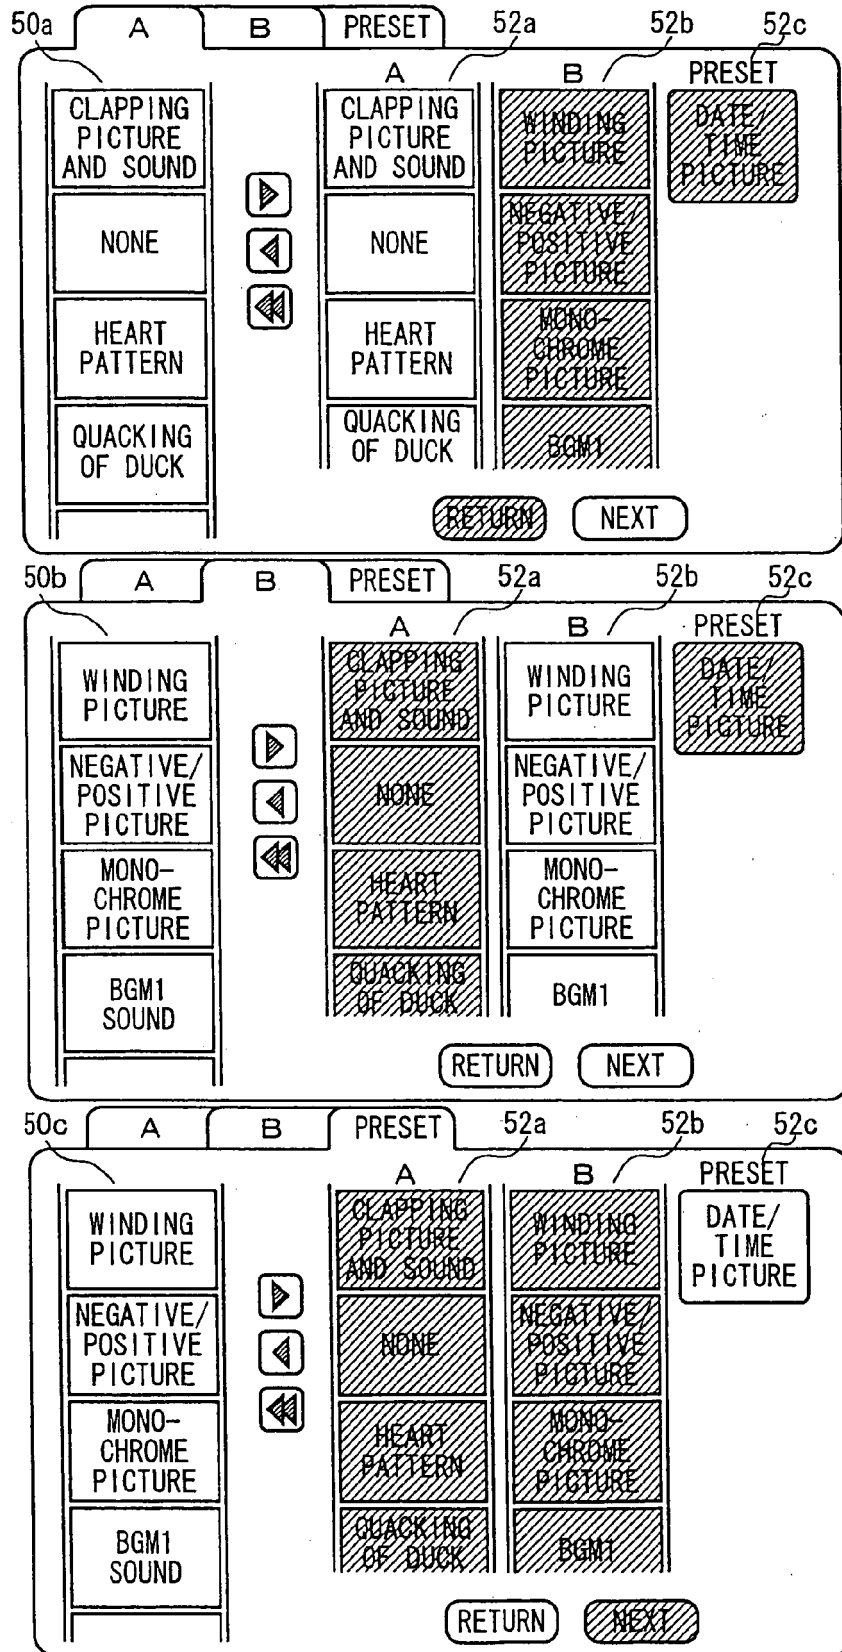 50a A B PRESET 52a 52b 52c
A B PRESET
CLAPPING
PICTURE
AND SOUND
NONE
HEART
PATTERN
QUACKING
OF DUCK
CLAPPING
PICTURE
AND SOUND
NONE
HEART
PATTERN
QUACKING
OF DUCK
WINDING
PICTURE
NEGATIVE/
POSITIVE
PICTURE
MONO-
CHROME
PICTURE
BGM1
DATE/
TIME
PICTURE
RETURN NEXT
50b A B PRESET 52a 52b 52c
A B PRESET
WINDING
PICTURE
NEGATIVE/
POSITIVE
PICTURE
MONO-
CHROME
PICTURE
BGM1
SOUND
CLAPPING
PICTURE
AND SOUND
NONE
HEART
PATTERN
QUACKING
OF DUCK
WINDING
PICTURE
NEGATIVE/
POSITIVE
PICTURE
MONO-
CHROME
PICTURE
BGM1
DATE/
TIME
PICTURE
RETURN NEXT
50c A B PRESET 52a 52b 52c
A B PRESET
WINDING
PICTURE
NEGATIVE/
POSITIVE
PICTURE
MONO-
CHROME
PICTURE
BGM1
SOUND
CLAPPING
PICTURE
AND SOUND
NONE
HEART
PATTERN
QUACKING
OF DUCK
WINDING
PICTURE
NEGATIVE/
POSITIVE
PICTURE
MONO-
CHROME
PICTURE
BGM1
DATE/
TIME
PICTURE
RETURN NEXT